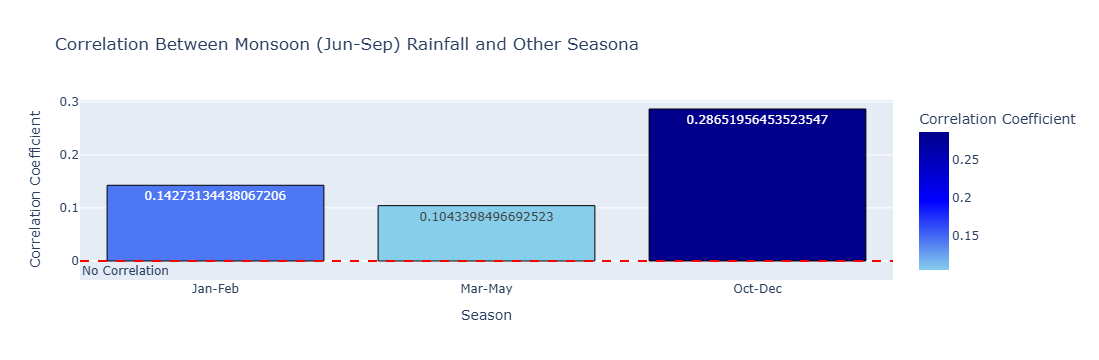 Correlation Between Monsoon (Jun-Sep) Rainfall and Other Seasona
Correlation Coefficient
0.3
0.2
0.1
0
0.14273134438067206
0.1043398496692523
0.28651956453523547
No Correlation
Jan-Feb
Mar-May
Oct-Dec
Season
Correlation Coefficient
0.25
0.2
0.15